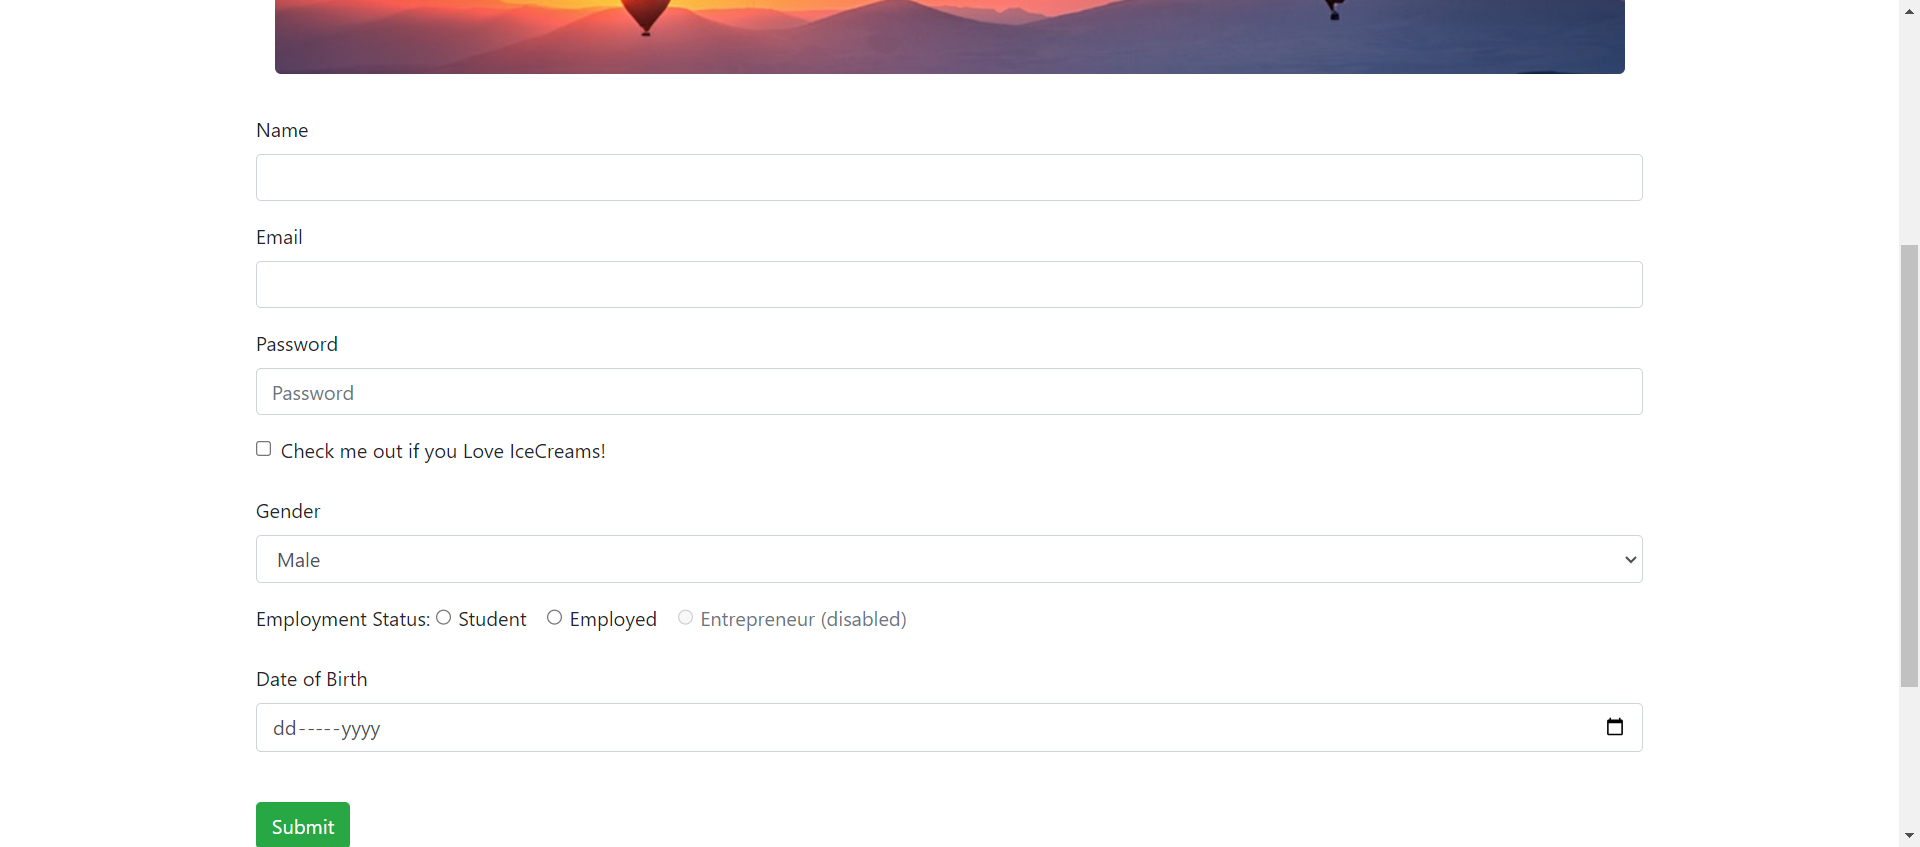 Name
Email
Password
Password
Check me out if you Love IceCreams!
Gender
Male
Employment Status: Student Employed Entrepreneur (disabled)
Date of Birth
dd-----yyyy
Submit